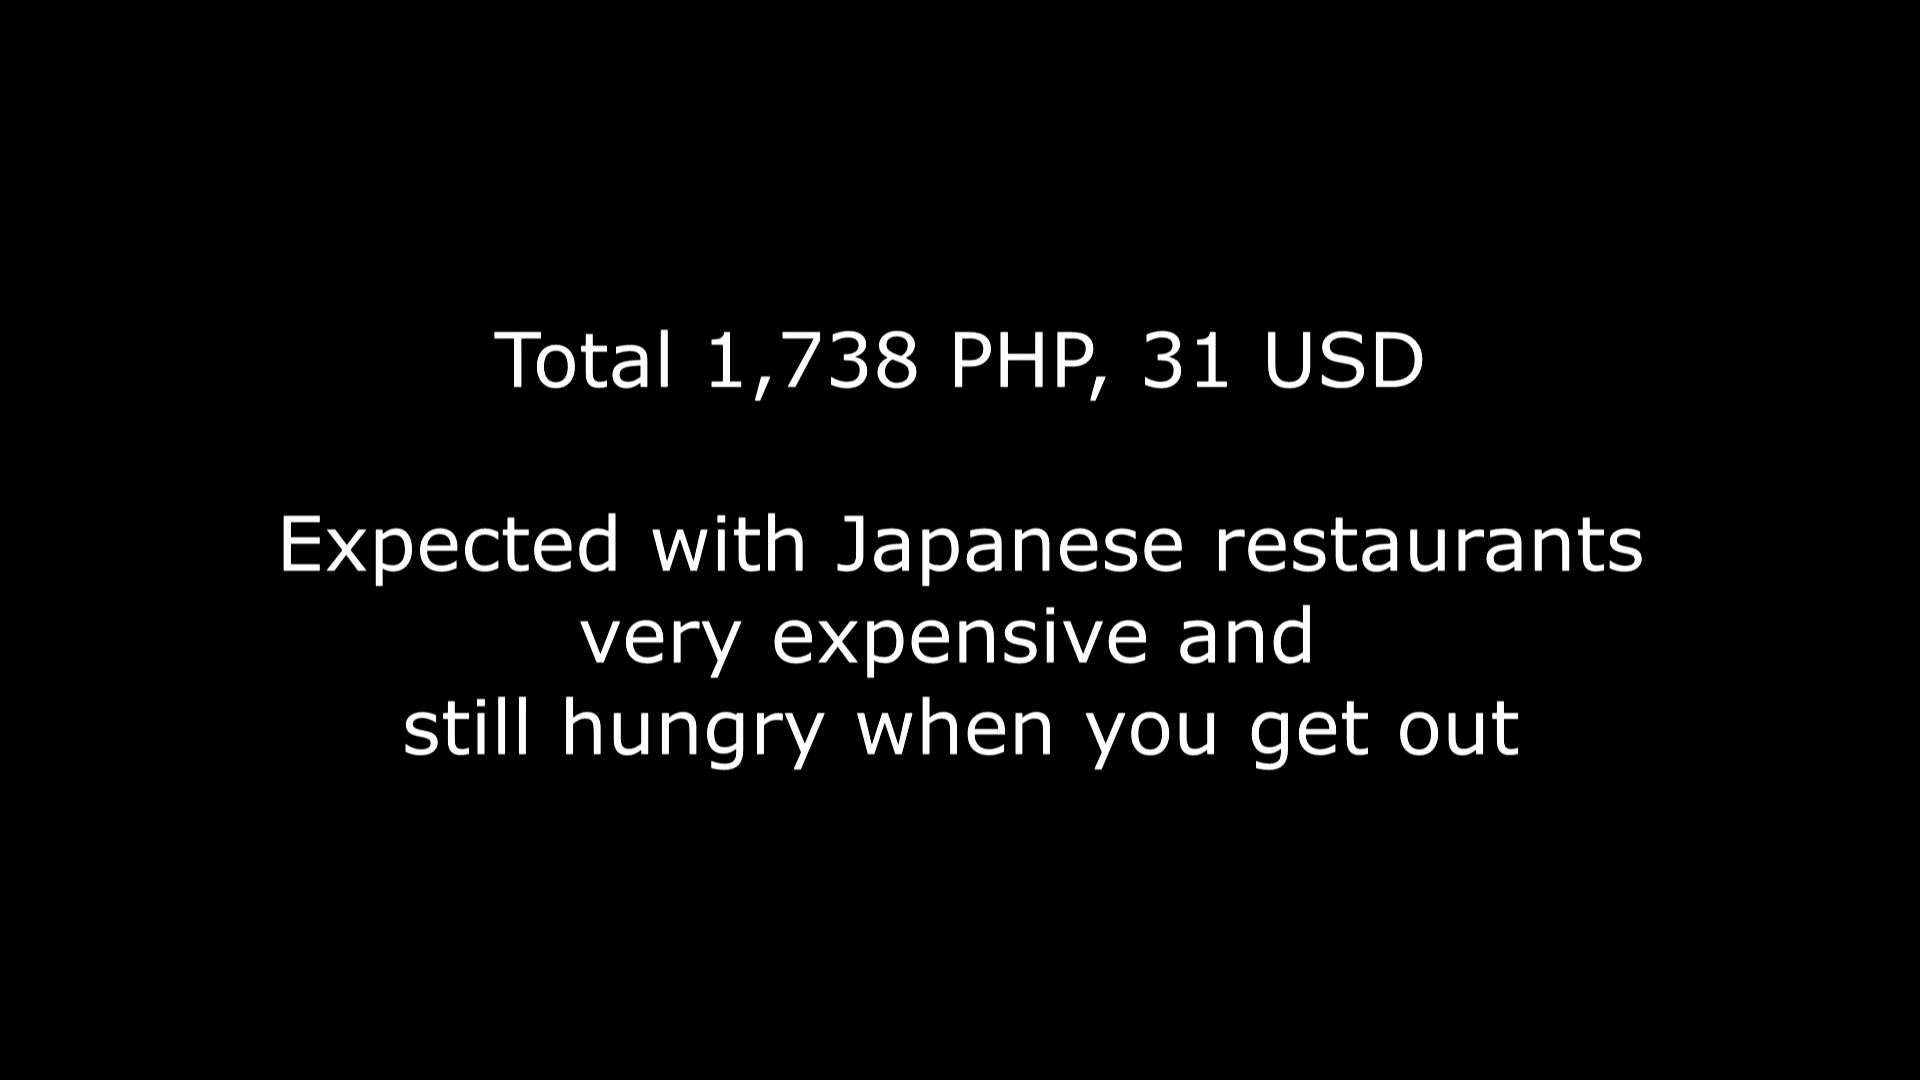 Total 1,738 PHP, 31 USD
Expected with Japanese restaurants
very expensive and
still hungry when you get out